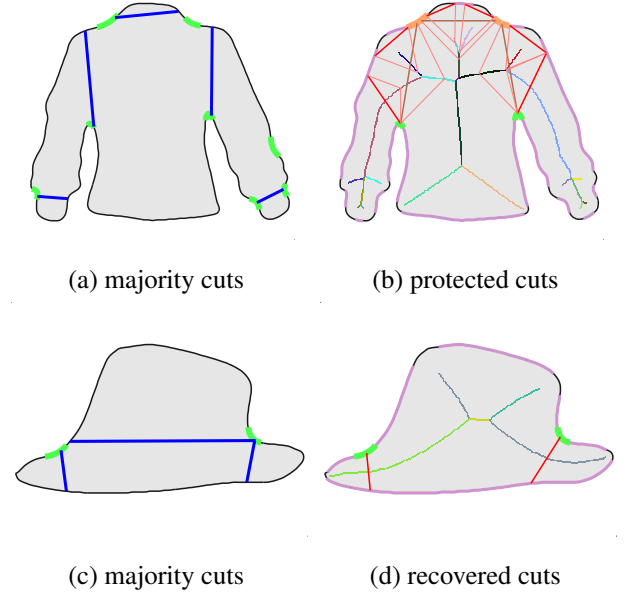 (a) majority cuts
(b) protected cuts
(c) majority cuts
(d) recovered cuts